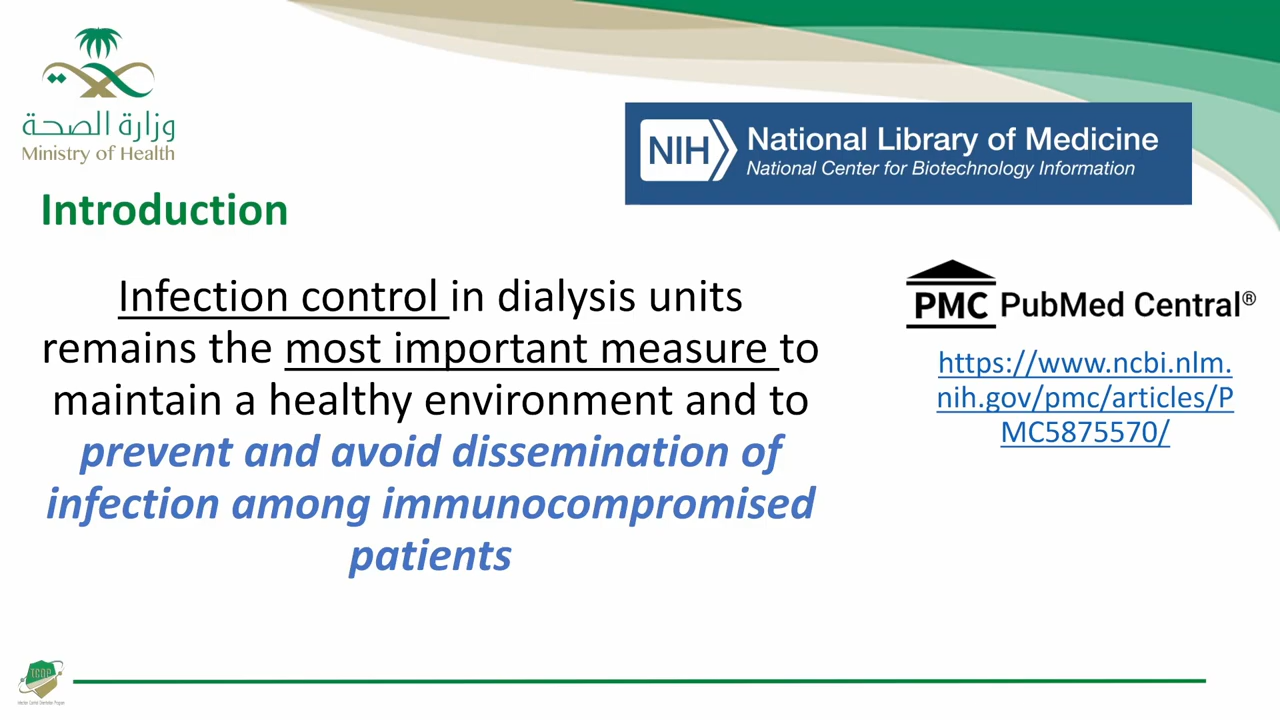 وزارة الصحة
Ministry of Health
NIH
National Library of Medicine
National Center for Biotechnology Information
Introduction
Infection control in dialysis units
remains the most important measure to
maintain a healthy environment and to
prevent and avoid dissemination of
infection among immunocompromised
patients
PMC PubMed Central®
https://www.ncbi.nlm.
nih.gov/pmc/articles/P
MC5875570/